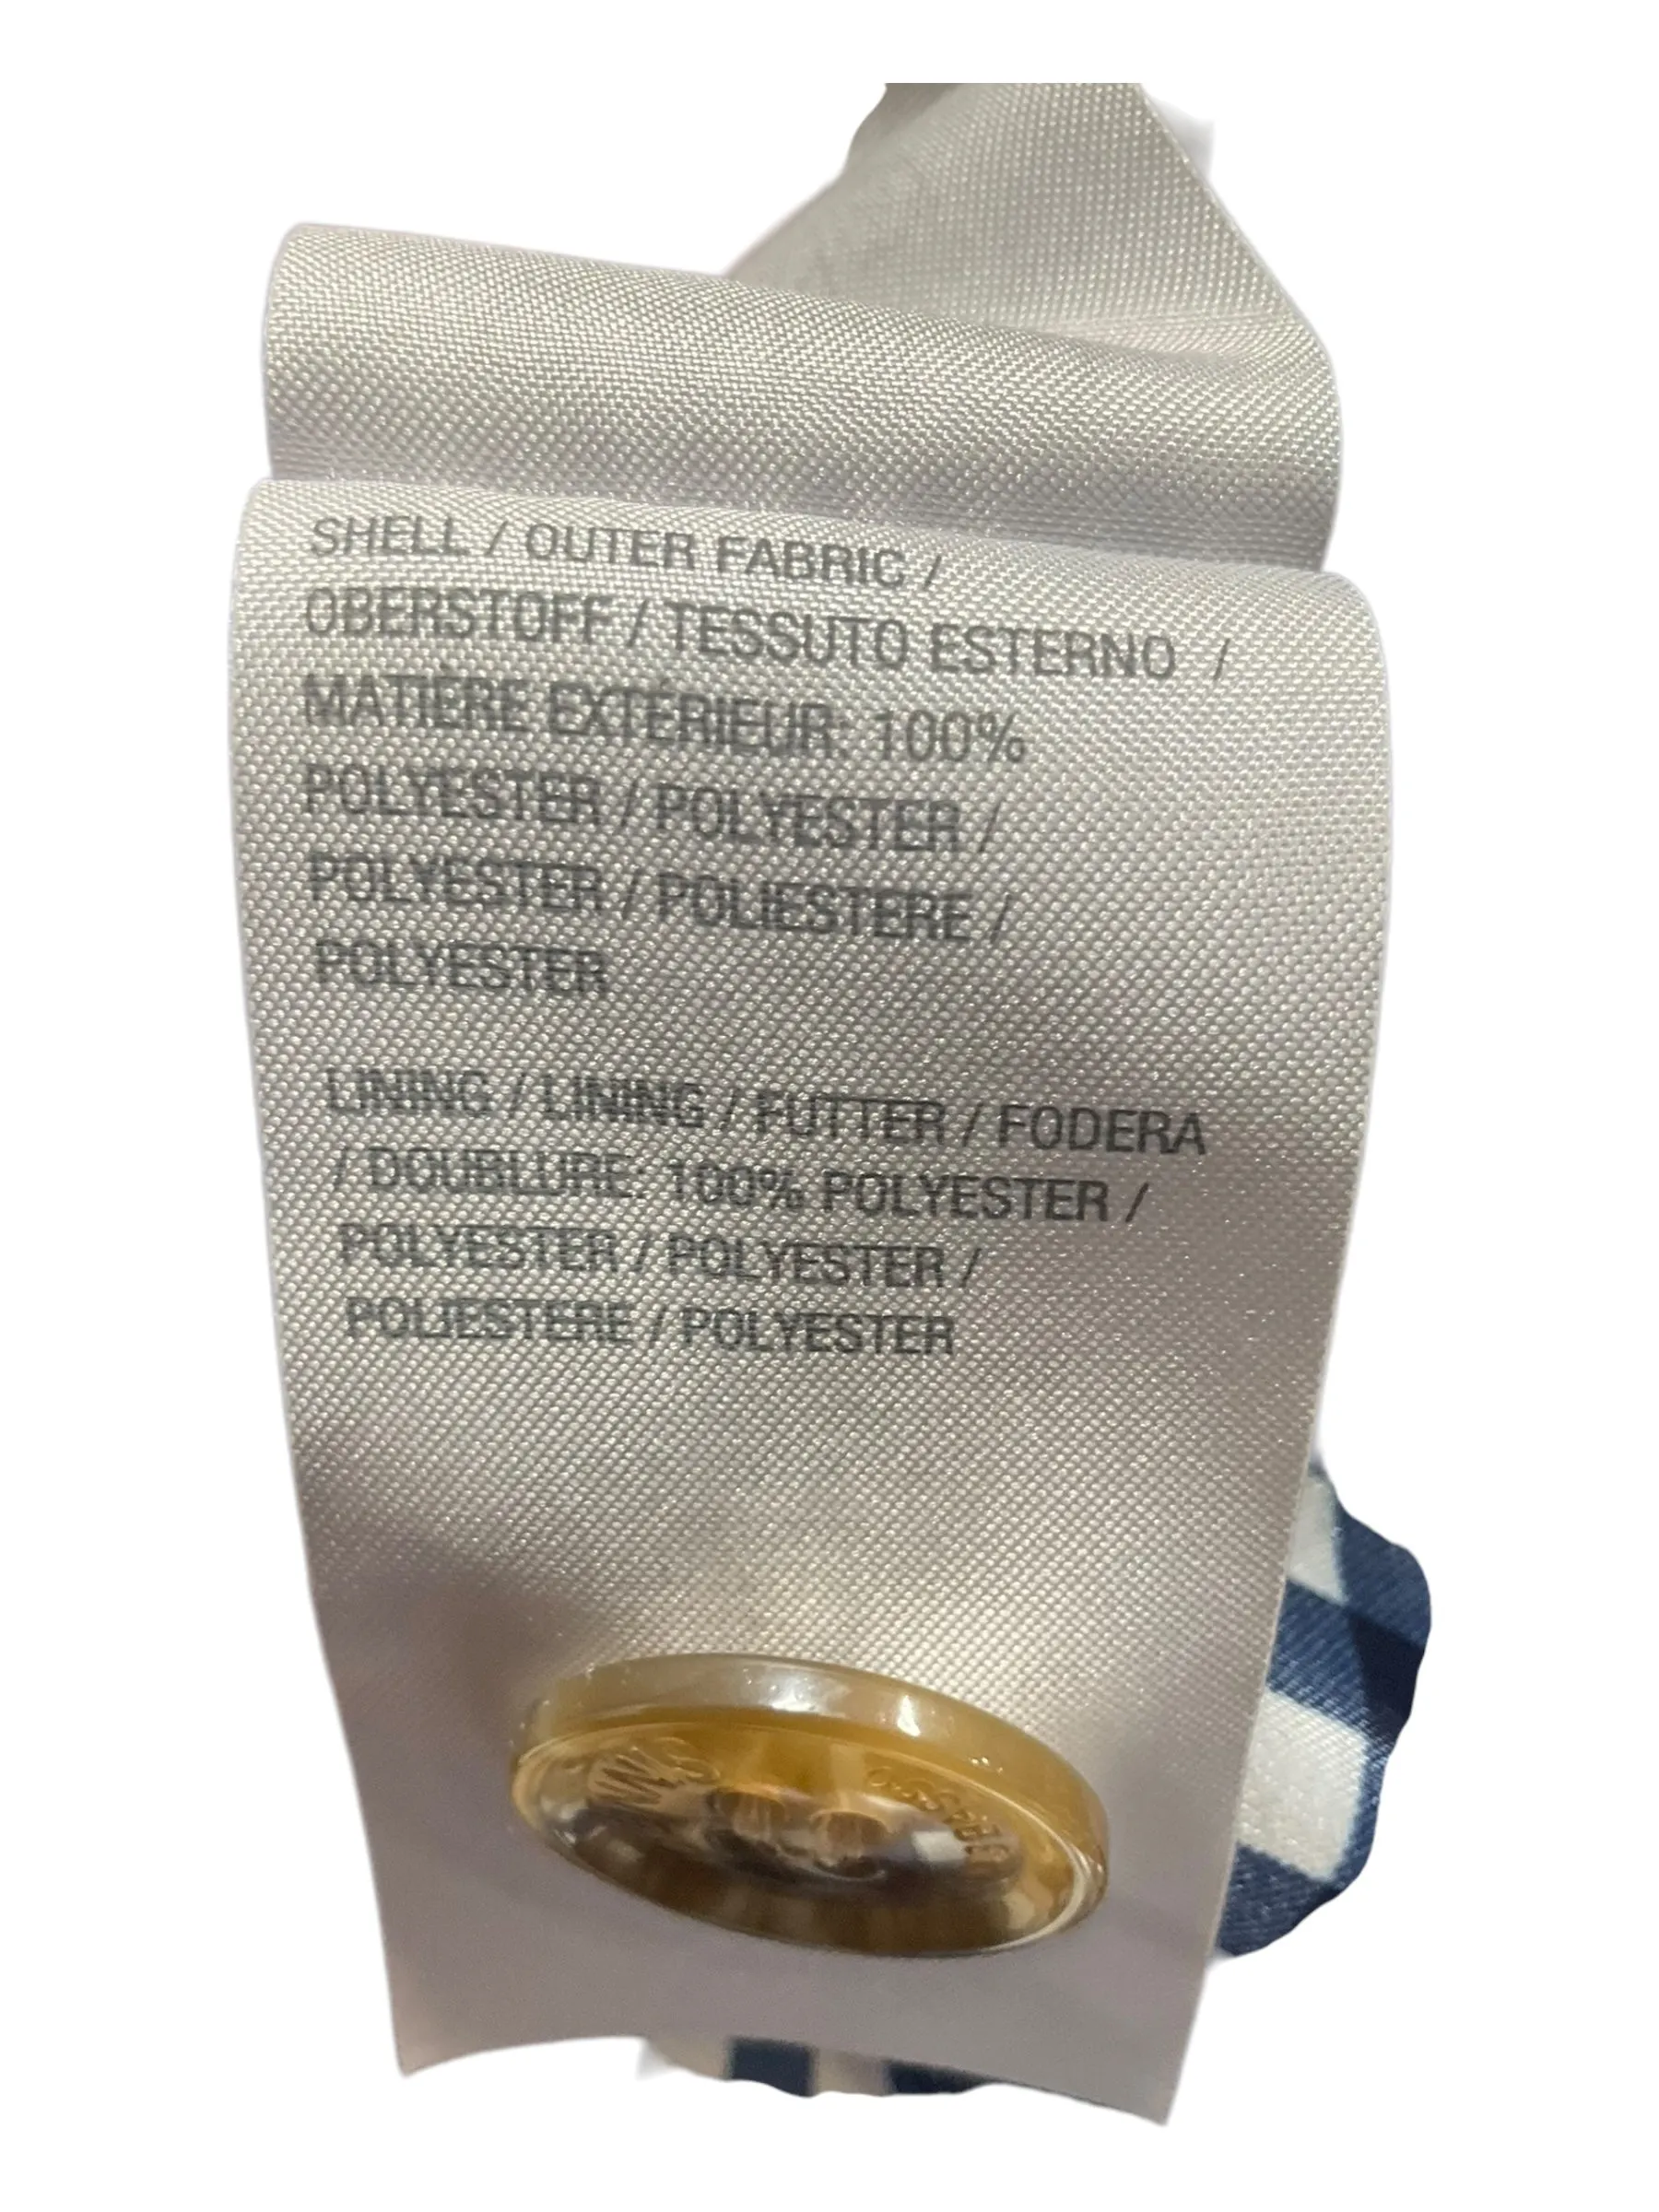 SHELL / OUTER FABRIC /
OBERSTOFF / TESSUTO ESTERNO /
MATIÈRE EXTÉRIEUR: 100%
POLYESTER / POLYESTER /
POLYESTER / POLIESTERE /
POLYESTER
LINING / LINING / FUTTER / FODERA
/ DOUBLURE: 100% POLYESTER /
POLYESTER / POLYESTER /
POLIESTERE / POLYESTER